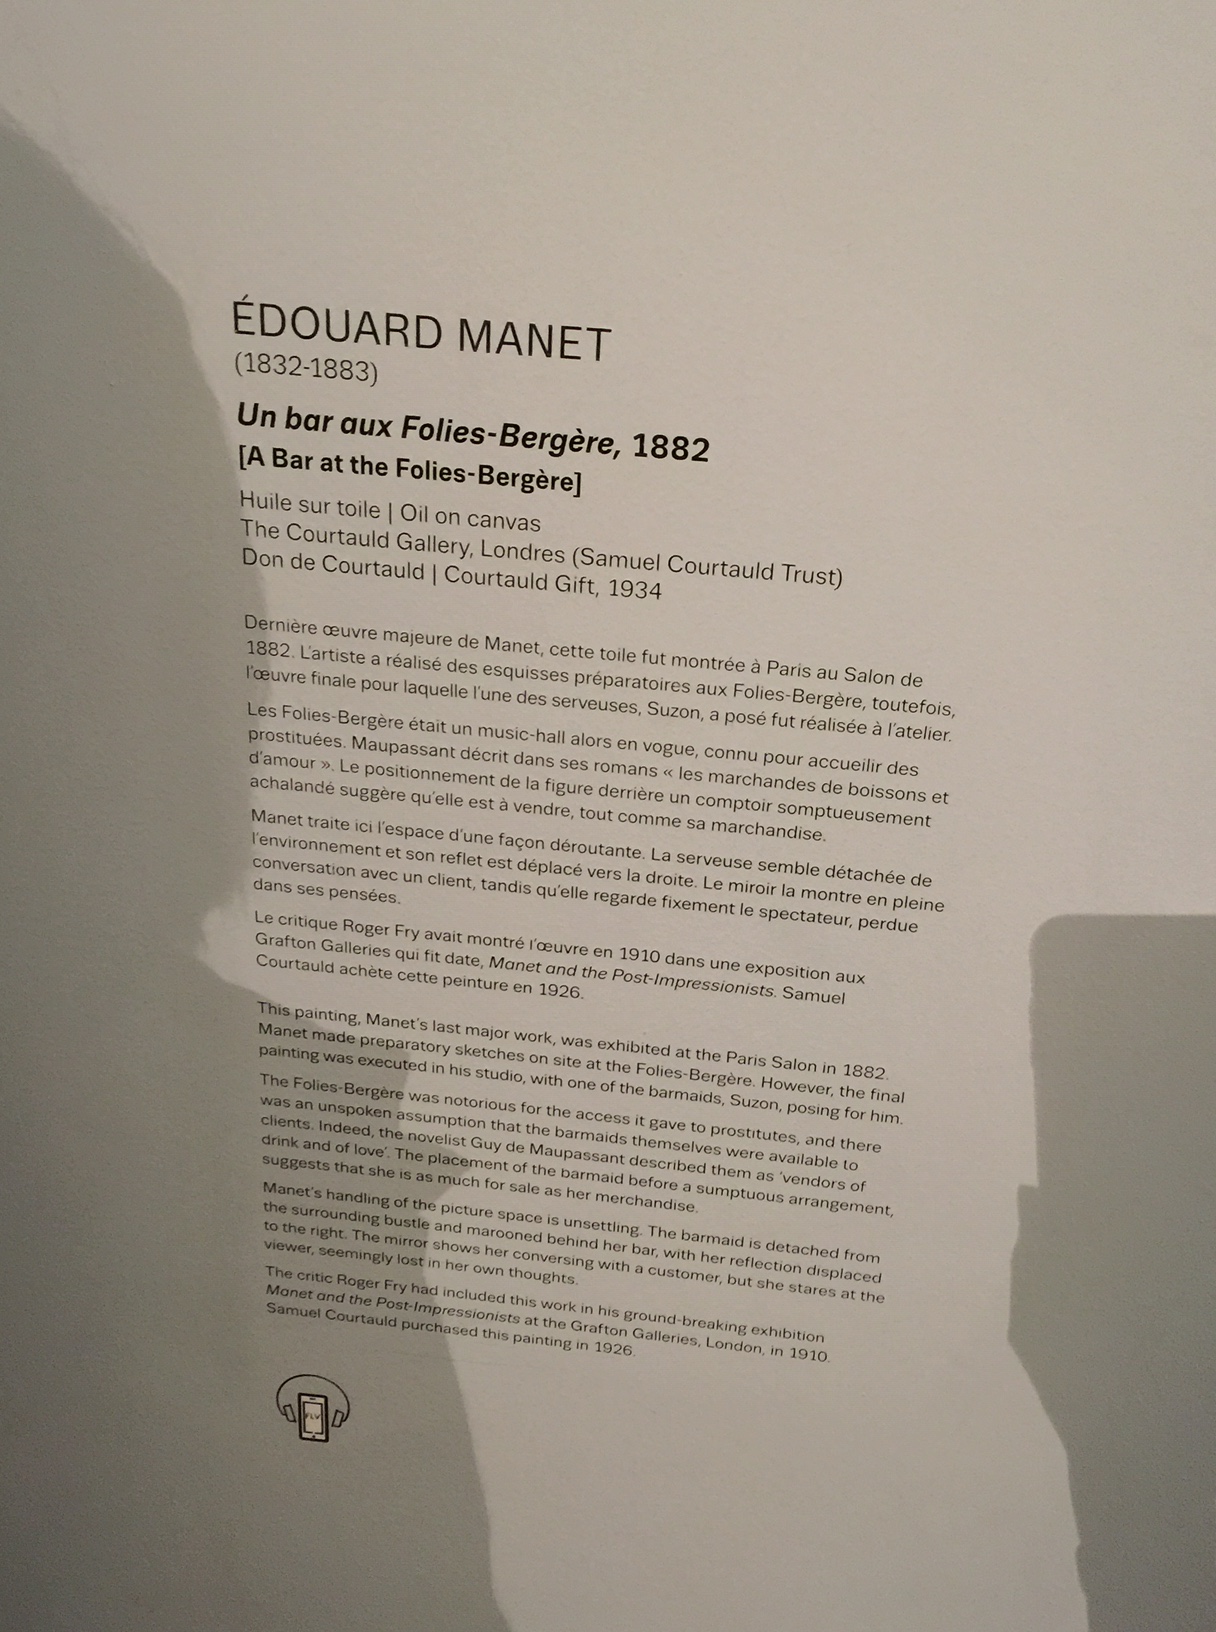 ÉDOUARD MANET
(1832-1883)
Un bar aux Folies-Bergère, 1882
[A Bar at the Folies-Bergère]
Huile sur toile | Oil on canvas
The Courtauld Gallery, Londres (Samuel Courtauld Trust)
Don de Courtauld | Courtauld Gift, 1934
Dernière œuvre majeure de Manet, cette toile fut montrée à Paris au Salon de
1882. L'artiste a réalisé des esquisses préparatoires aux Folies-Bergère, toutefois,
l'œuvre finale pour laquelle l'une des serveuses, Suzon, a posé fut réalisée à l'atelier.
Les Folies-Bergère était un music-hall alors en vogue, connu pour accueilir des
prostituées. Maupassant décrit dans ses romans « les marchandes de boissons et
d'amour ». Le positionnement de la figure derrière un comptoir somptueusement
achalandé suggère qu'elle est à vendre, tout comme sa marchandise.
Manet traite ici l'espace d'une façon déroutante. La serveuse semble détachée de
l'environnement et son reflet est déplacé vers la droite. Le miroir la montre en pleine
conversation avec un client, tandis qu'elle regarde fixement le spectateur, perdue
dans ses pensées.
Le critique Roger Fry avait montré l'œuvre en 1910 dans une exposition aux
Grafton Galleries qui fit date, Manet and the Post-Impressionists. Samuel
Courtauld achète cette peinture en 1926.
This painting, Manet's last major work, was exhibited at the Paris Salon in 1882.
Manet made preparatory sketches on site at the Folies-Bergère. However, the final
painting was executed in his studio, with one of the barmaids, Suzon, posing for him.
The Folies-Bergère was notorious for the access it gave to prostitutes, and there
was an unspoken assumption that the barmaids themselves were available to
clients. Indeed, the novelist Guy de Maupassant described them as 'vendors of
drink and of love'. The placement of the barmaid before a sumptuous arrangement,
suggests that she is as much for sale as her merchandise.
Manet's handling of the picture space is unsettling. The barmaid is detached from
the surrounding bustle and marooned behind her bar, with her reflection displaced
to the right. The mirror shows her conversing with a customer, but she stares at the
viewer, seemingly lost in her own thoughts.
The critic Roger Fry had included this work in his ground-breaking exhibition
Manet and the Post-Impressionists at the Grafton Galleries, London, in 1910.
Samuel Courtauld purchased this painting in 1926.
FLV